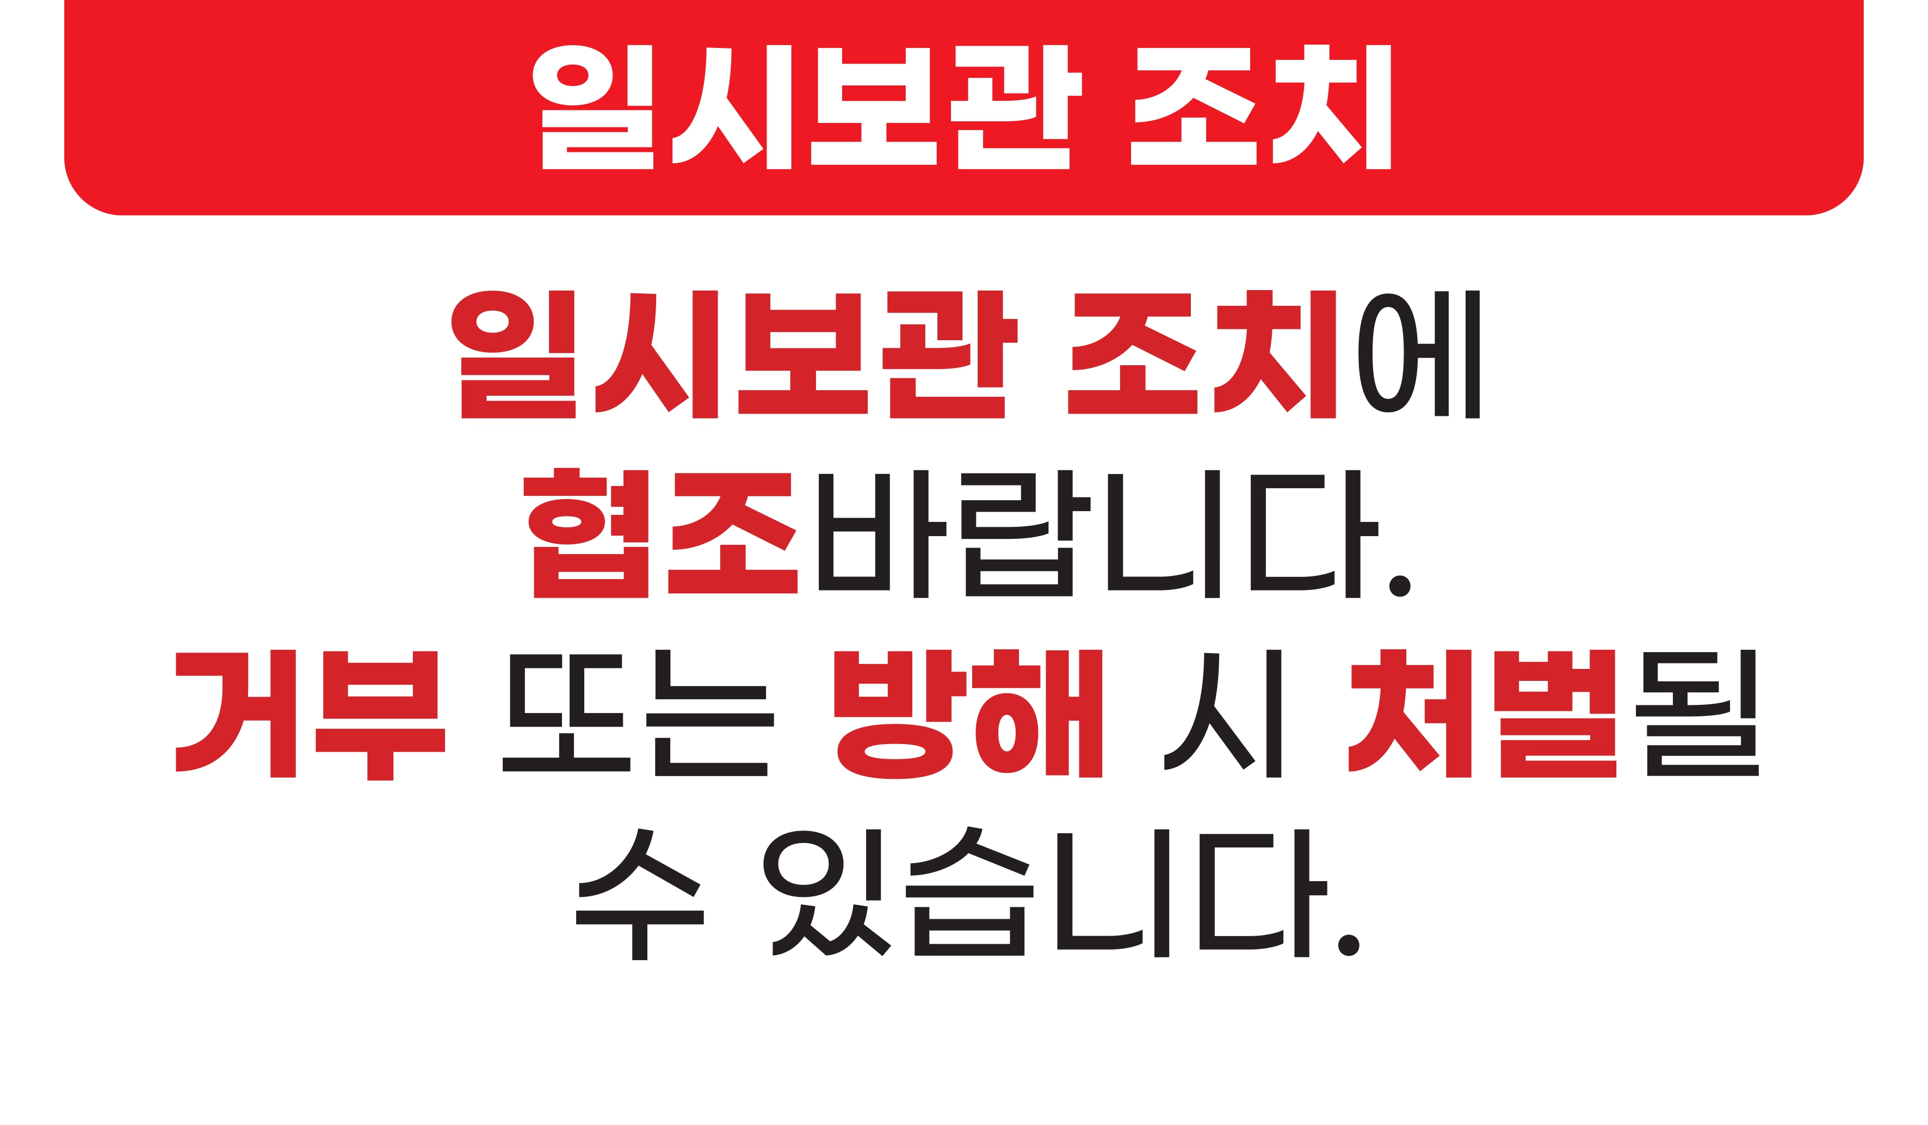 일시보관 조치
일시보관 조치에
협조바랍니다.
거부 또는 방해 시 처벌될
수 있습니다.